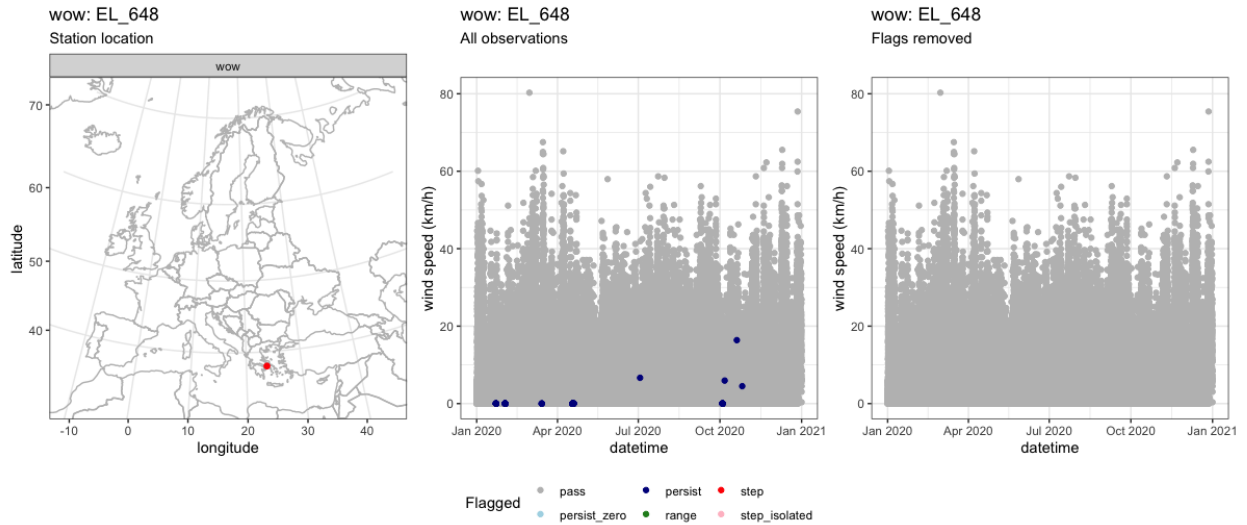 wow: EL_648
Station location
wow
70
60
50
40
latitude
-10 0 10 20 30 40
longitude
wow: EL_648
All observations
80
60
40
20
0
wind speed (km/h)
Jan 2020 Apr 2020 Jul 2020 Oct 2020 Jan 2021
datetime
wow: EL_648
Flags removed
80
60
40
20
0
wind speed (km/h)
Jan 2020 Apr 2020 Jul 2020 Oct 2020 Jan 2021
datetime
Flagged
pass persist step
persist_zero range step_isolated